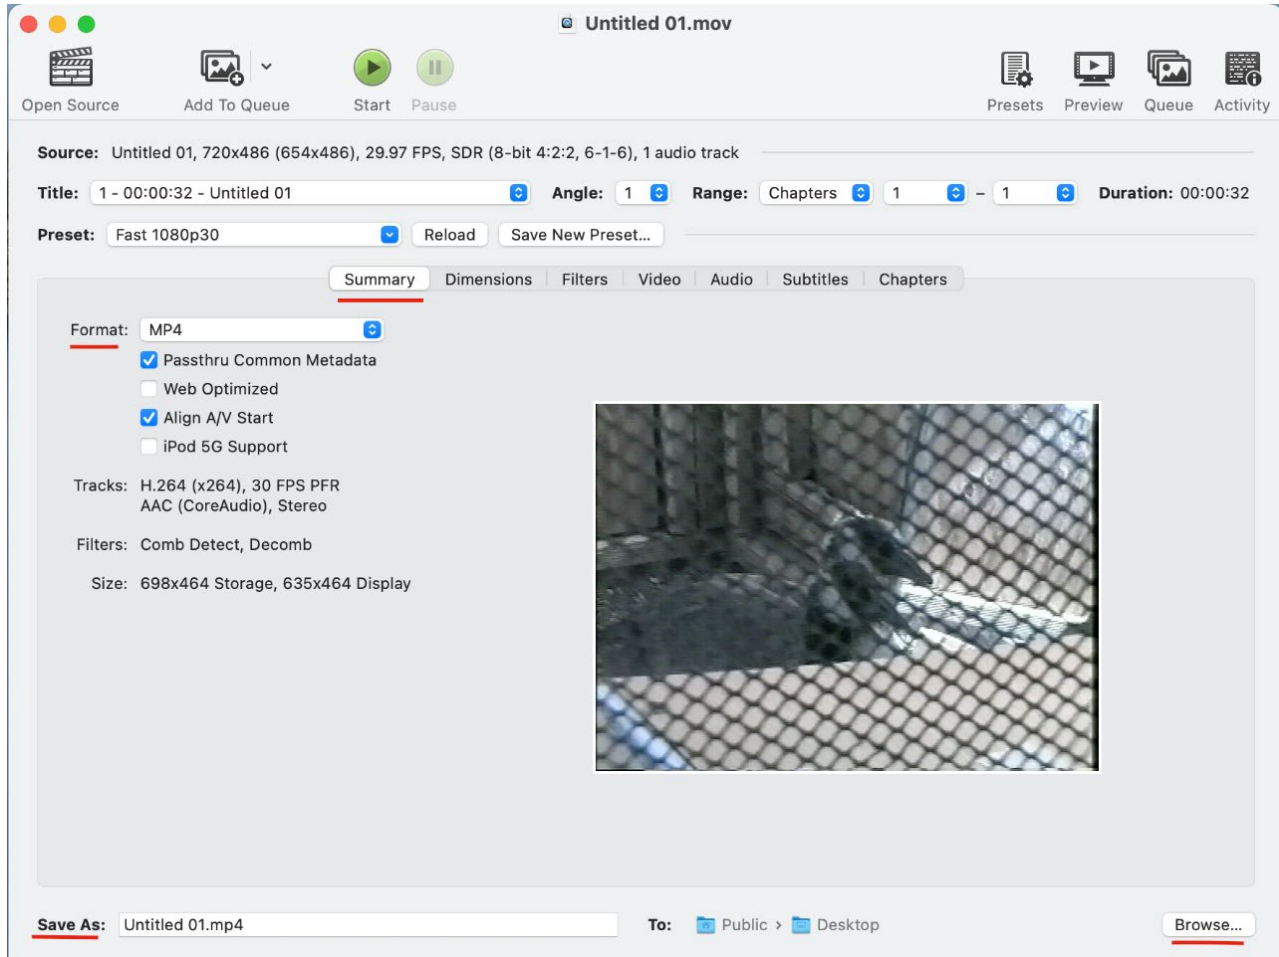 Untitled 01.mov
Open Source Add To Queue Start Pause Presets Preview Queue Activity
Source: Untitled 01, 720x486 (654x486), 29.97 FPS, SDR (8-bit 4:2:2, 6-1-6), 1 audio track
Title: 1 - 00:00:32 - Untitled 01 Angle: 1 Range: Chapters 1 – 1 Duration: 00:00:32
Preset: Fast 1080p30 Reload Save New Preset...
Summary Dimensions Filters Video Audio Subtitles Chapters
Format: MP4
Passthru Common Metadata
Web Optimized
Align A/V Start
iPod 5G Support
Tracks: H.264 (x264), 30 FPS PFR
AAC (CoreAudio), Stereo
Filters: Comb Detect, Decomb
Size: 698x464 Storage, 635x464 Display
Save As: Untitled 01.mp4 To: Public › Desktop Browse...